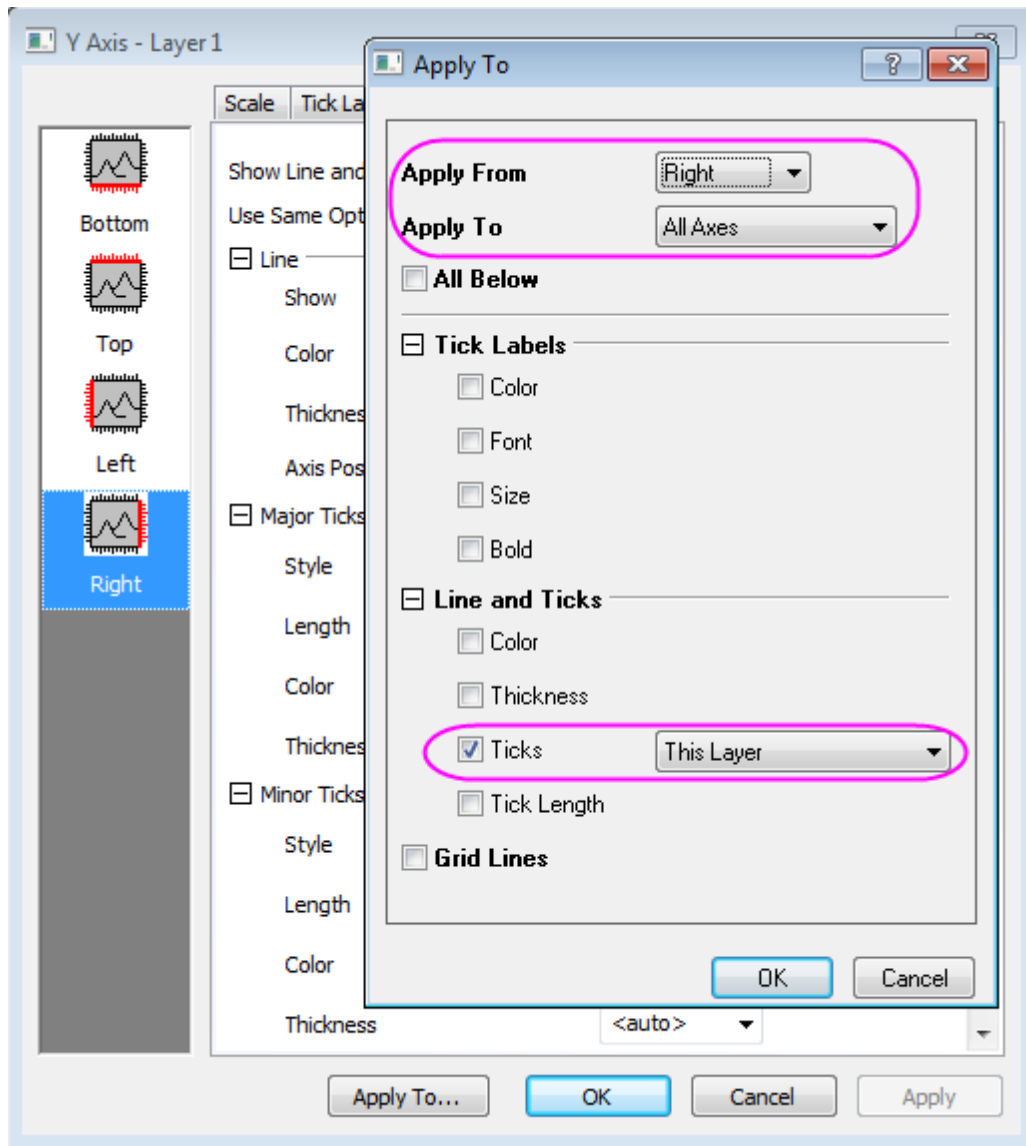 Y Axis - Layer 1
Scale
Tick La
Bottom
Top
Left
Right
Show Line and
Use Same Opt
Line
Show
Color
Thicknes
Axis Pos
Major Ticks
Style
Length
Color
Thicknes
Minor Ticks
Style
Length
Color
Thickness
<auto>
Apply To...
OK
Cancel
Apply
Apply To
?
Apply From
Right
Apply To
All Axes
All Below
Tick Labels
Color
Font
Size
Bold
Line and Ticks
Color
Thickness
Ticks
This Layer
Tick Length
Grid Lines
OK
Cancel